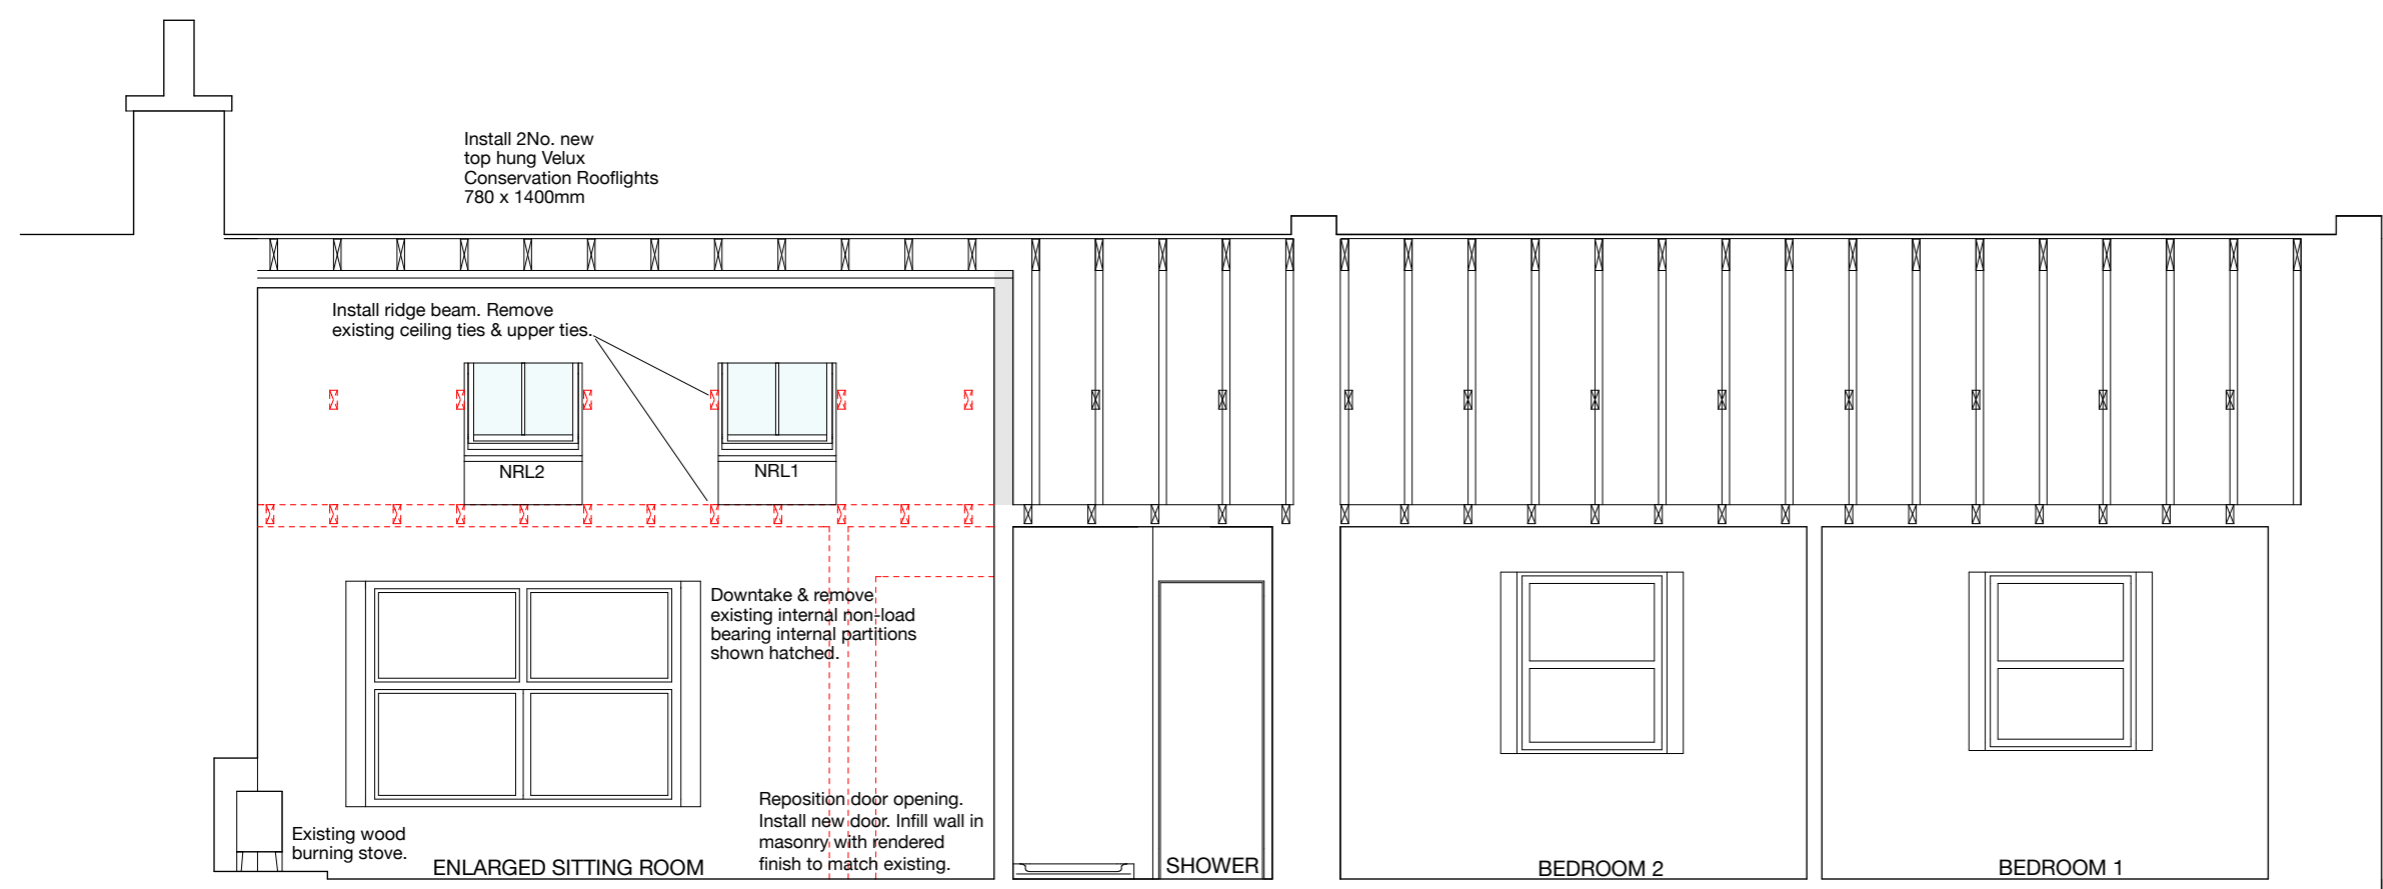 Install 2No. new
top hung Velux
Conservation Rooflights
780 x 1400mm
Install ridge beam. Remove
existing ceiling ties & upper ties.
NRL2
NRL1
Downtake & remove
existing internal non-load
bearing internal partitions
shown hatched.
Reposition door opening.
Install new door. Infill wall in
masonry with rendered
finish to match existing.
Existing wood
burning stove.
ENLARGED SITTING ROOM
SHOWER
BEDROOM 2
BEDROOM 1